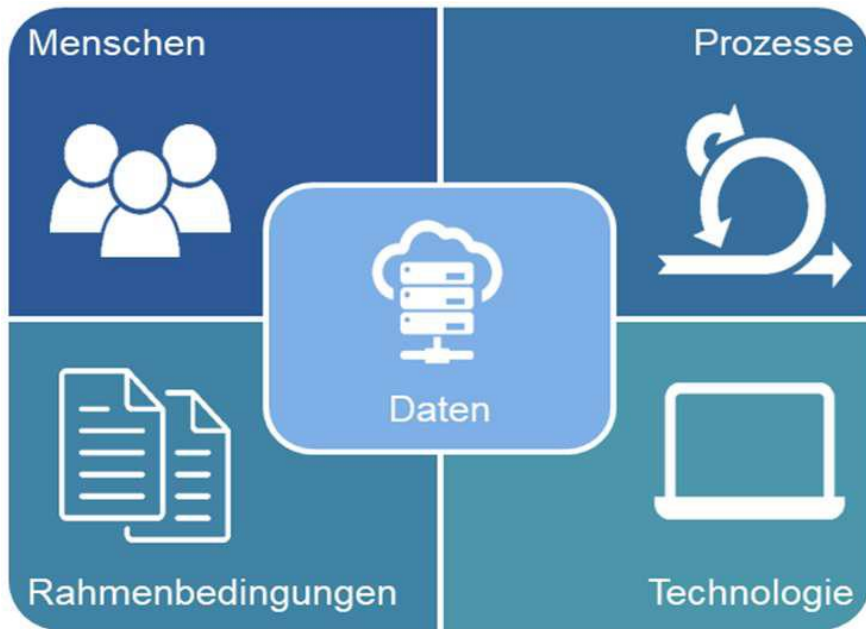 Menschen
Prozesse
Daten
Rahmenbedingungen
Technologie